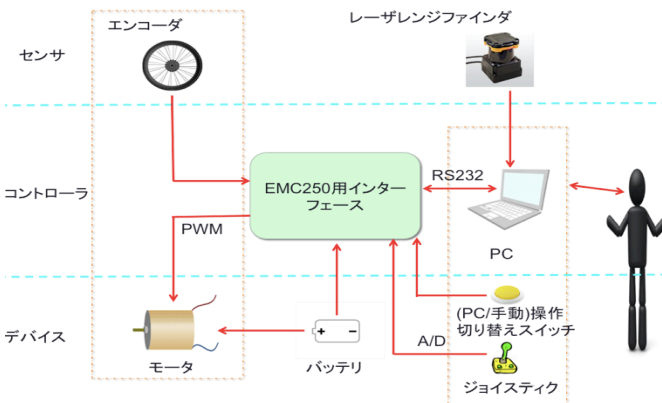 エンコーダ
レーザレンジファインダ
センサ
コントローラ
EMC250用インター
フェース
RS232
PWM
PC
(PC/手動)操作
切り替えスイッチ
デバイス
A/D
モータ
バッテリ
ジョイスティク